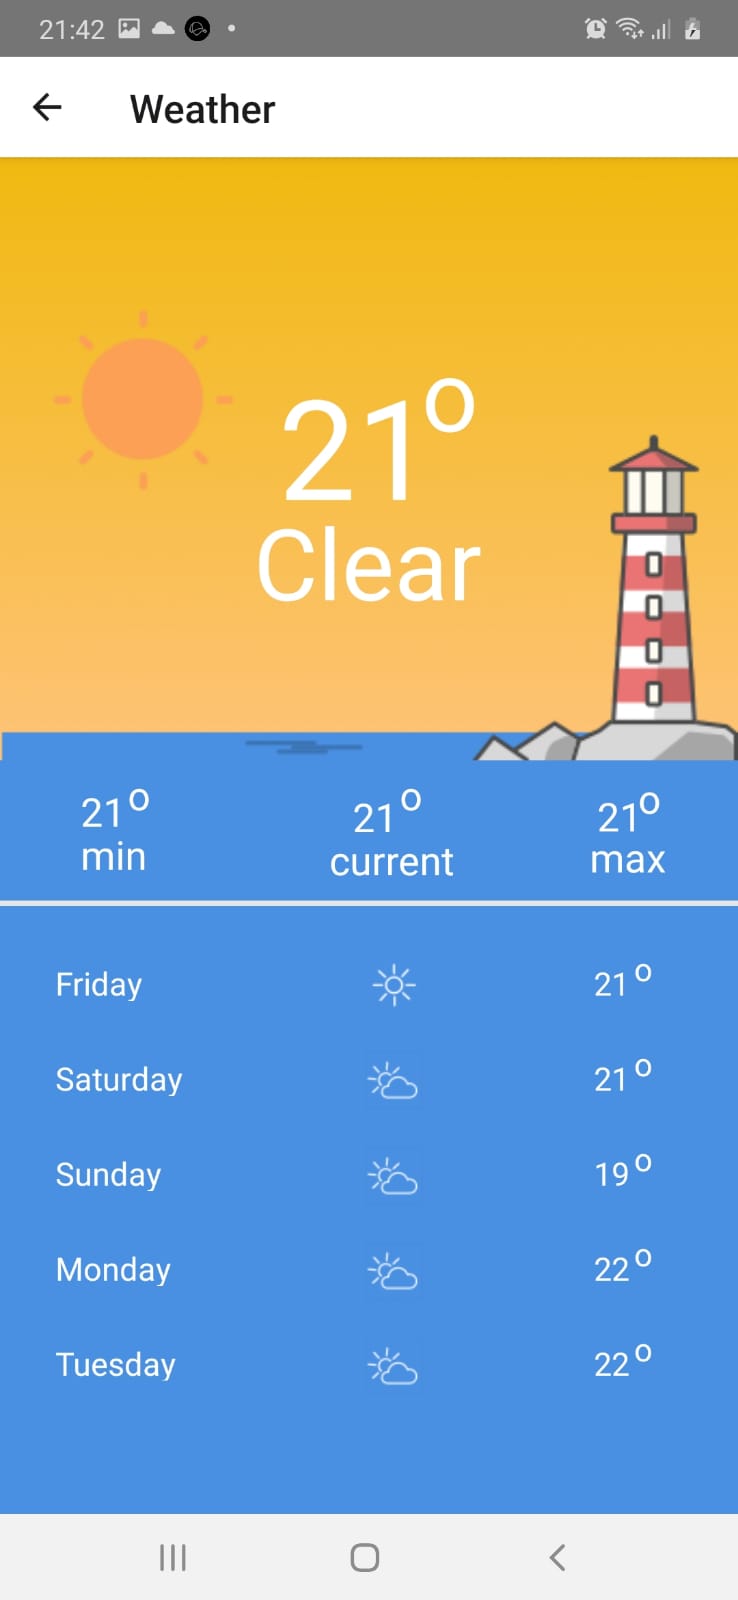 21:42
Weather
21°
Clear
21° 21° 21°
min current max
Friday 21°
Saturday 21°
Sunday 19°
Monday 22°
Tuesday 22°